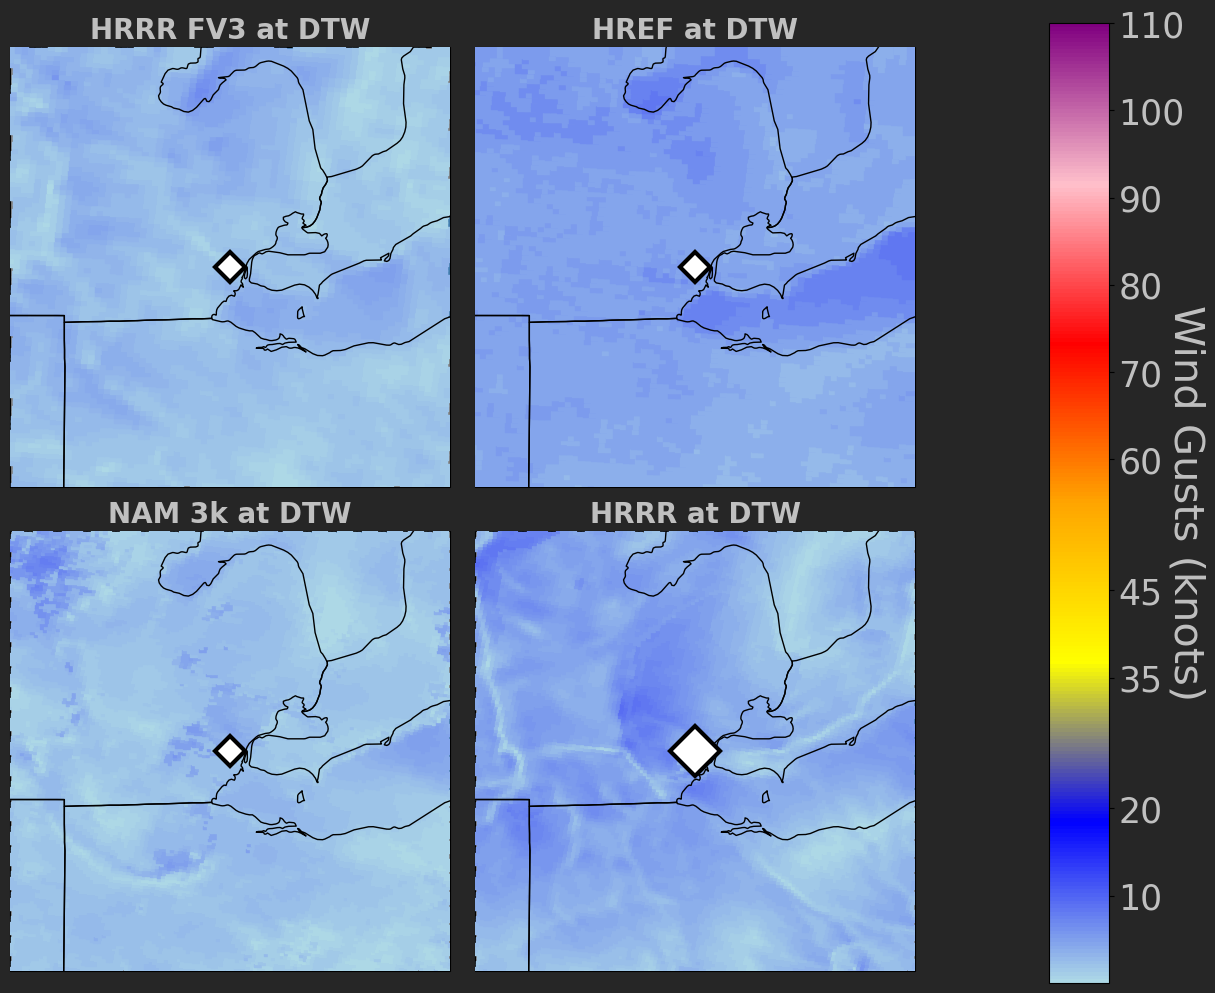 HRRR FV3 at DTW
HREF at DTW
NAM 3k at DTW
HRRR at DTW
110
100
90
80
70
60
45
35
20
10
Wind Gusts (knots)